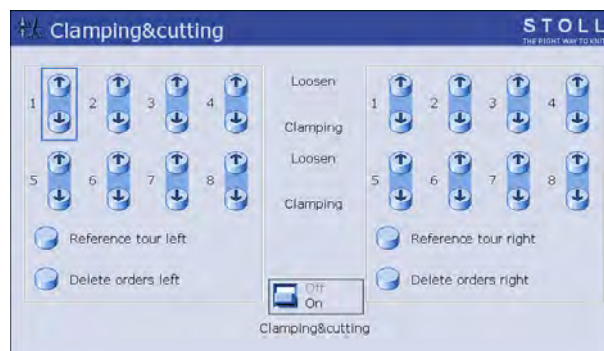 Clamping&cutting
STOLL
THE RIGHT WAY TO KNIT
1 2 3 4 Loosen 1 2 3 4
Clamping
5 6 7 8 Loosen 5 6 7 8
Clamping
Reference tour left Reference tour right
Delete orders left Delete orders right
Off
On
Clamping&cutting